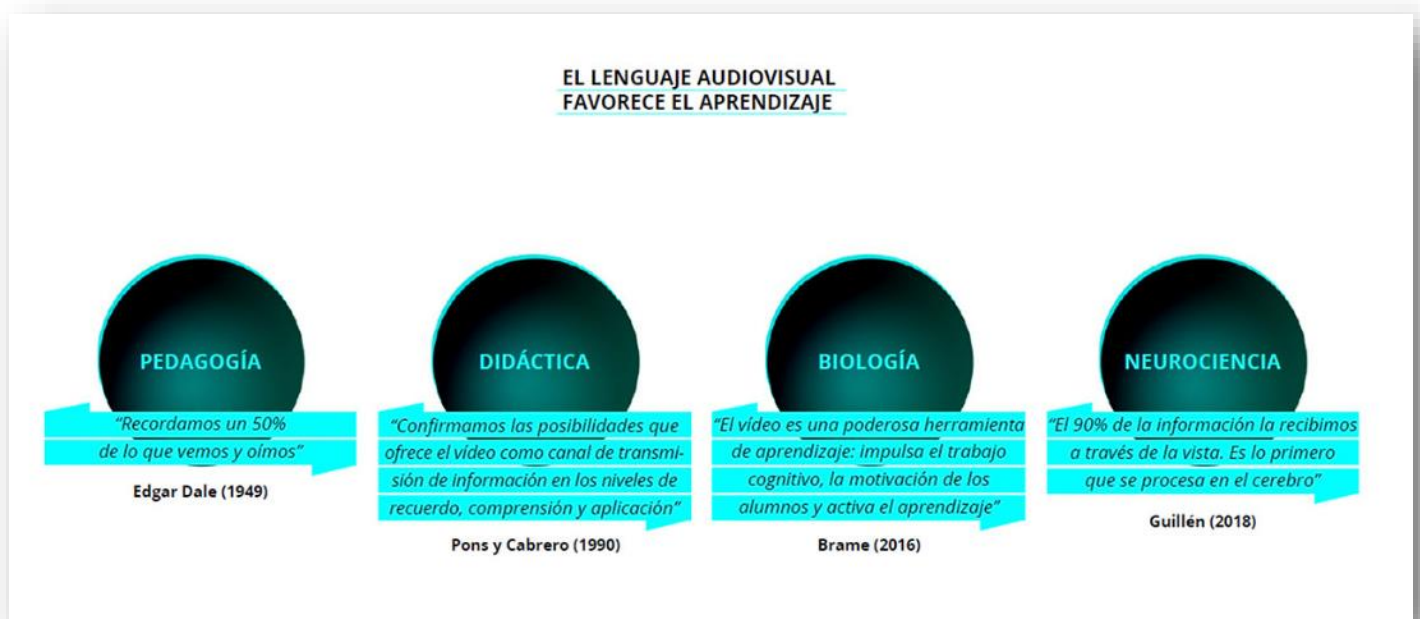 EL LENGUAJE AUDIOVISUAL
FAVORECE EL APRENDIZAJE
PEDAGOGÍA
“Recordamos un 50%
de lo que vemos y oímos”
Edgar Dale (1949)
DIDÁCTICA
“Confirmamos las posibilidades que
ofrece el vídeo como canal de transmi-
sión de información en los niveles de
recuerdo, comprensión y aplicación”
Pons y Cabrero (1990)
BIOLOGÍA
“El vídeo es una poderosa herramienta
de aprendizaje: impulsa el trabajo
cognitivo, la motivación de los
alumnos y activa el aprendizaje”
Brame (2016)
NEUROCIENCIA
“El 90% de la información la recibimos
a través de la vista. Es lo primero
que se procesa en el cerebro”
Guillén (2018)